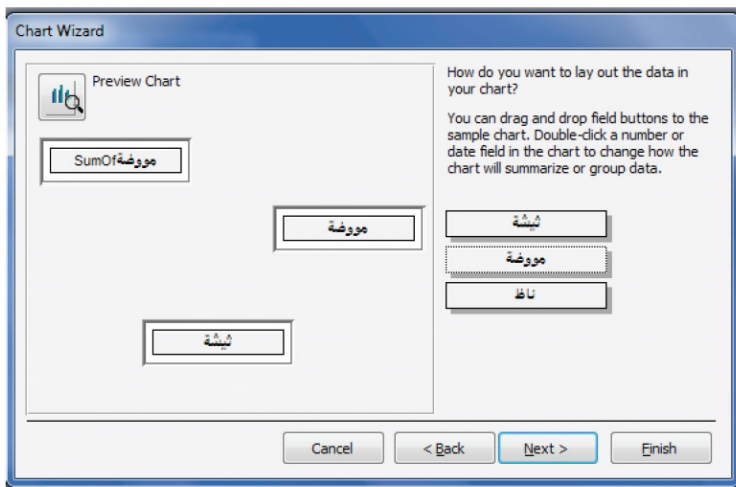 Chart Wizard
Preview Chart
SumOfمووضة
مووضة
ثيشة
How do you want to lay out the data in
your chart?
You can drag and drop field buttons to the
sample chart. Double-click a number or
date field in the chart to change how the
chart will summarize or group data.
ثيشة
مووضة
ناظ
Cancel
< Back
Next >
Finish